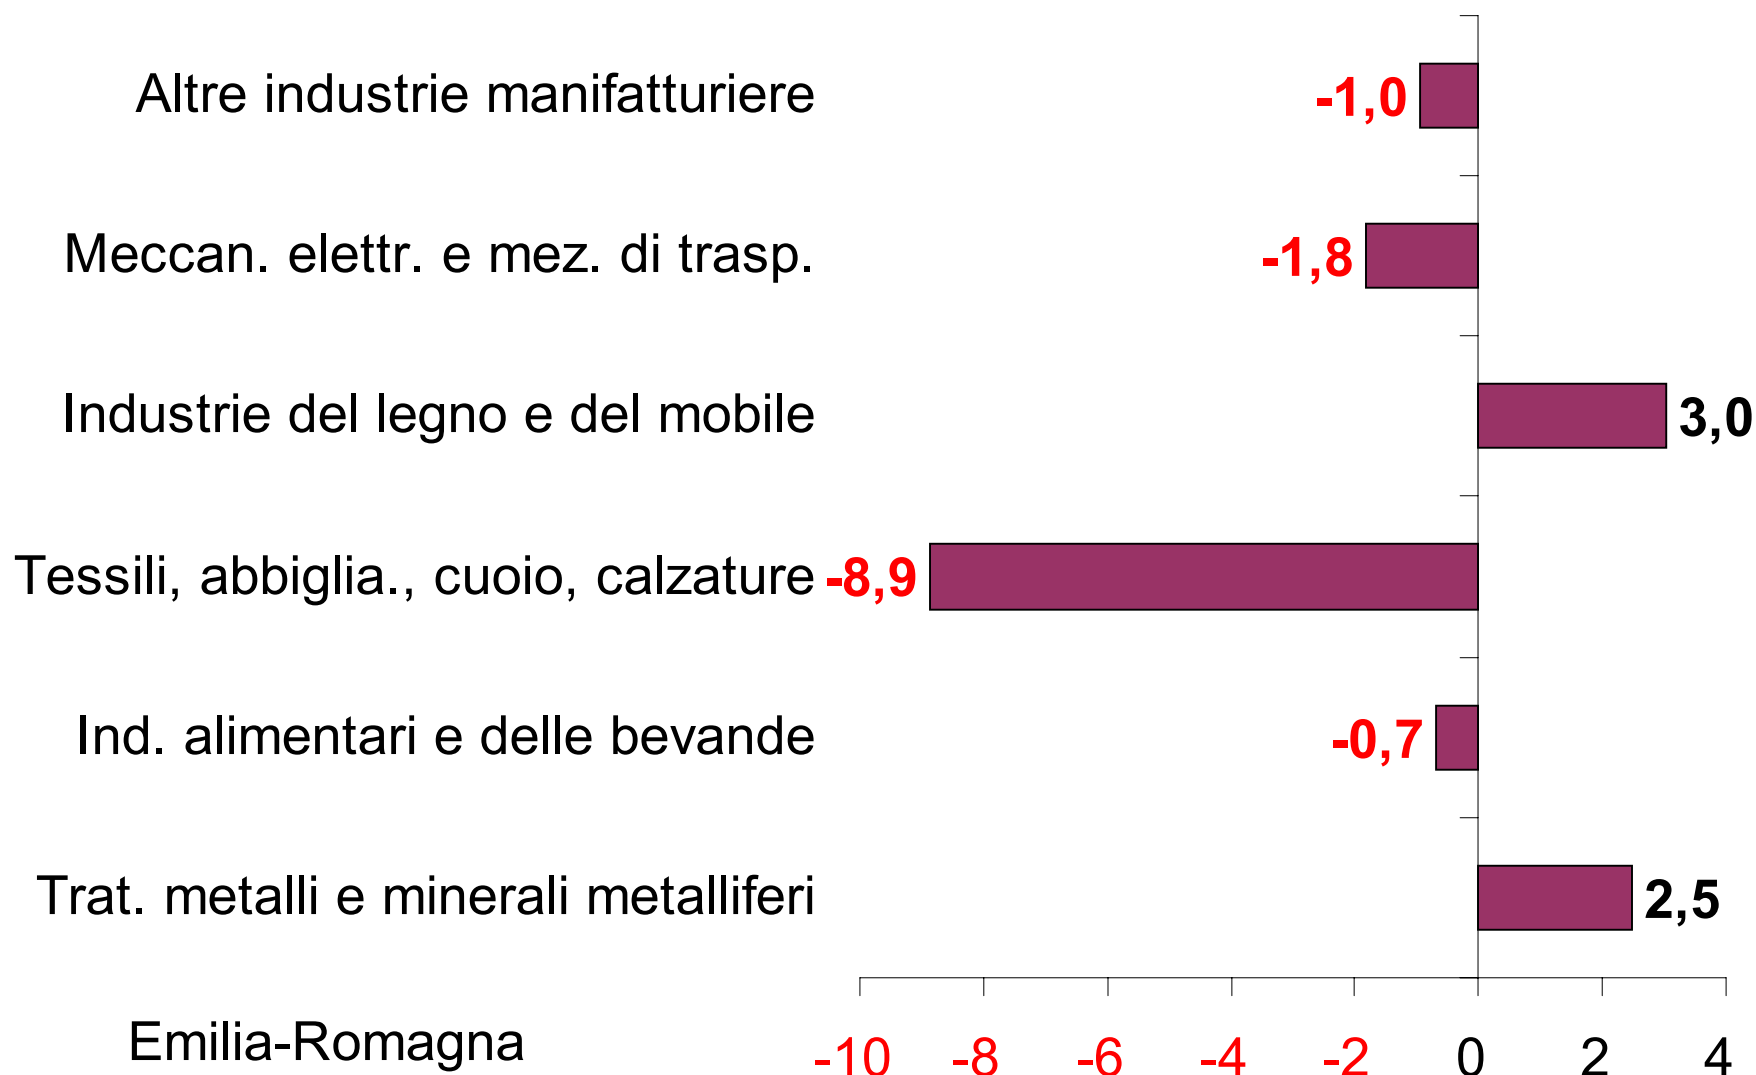 Altre industrie manifatturiere -1,0
Meccan. elettr. e mez. di trasp. -1,8
Industrie del legno e del mobile 3,0
Tessili, abbiglia., cuoio, calzature -8,9
Ind. alimentari e delle bevande -0,7
Trat. metalli e minerali metalliferi 2,5
Emilia-Romagna -10 -8 -6 -4 -2 0 2 4